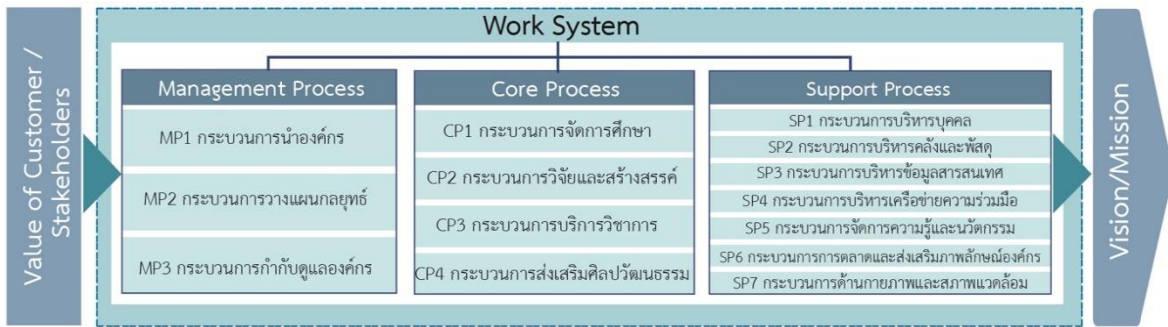 Value of Customer /
Stakeholders
Work System
Management Process
MP1 กระบวนการนำองค์กร
MP2 กระบวนการวางแผนกลยุทธ์
MP3 กระบวนการกำกับดูแลองค์กร
Core Process
CP1 กระบวนการจัดการศึกษา
CP2 กระบวนการวิจัยและสร้างสรรค์
CP3 กระบวนการบริการวิชาการ
CP4 กระบวนการส่งเสริมศิลปวัฒนธรรม
Support Process
SP1 กระบวนการบริหารบุคคล
SP2 กระบวนการบริหารคลังและพัสดุ
SP3 กระบวนการบริหารข้อมูลสารสนเทศ
SP4 กระบวนการบริหารเครือข่ายความร่วมมือ
SP5 กระบวนการจัดการความรู้และนวัตกรรม
SP6 กระบวนการการตลาดและส่งเสริมภาพลักษณ์องค์กร
SP7 กระบวนการด้านกายภาพและสภาพแวดล้อม
Vision/Mission